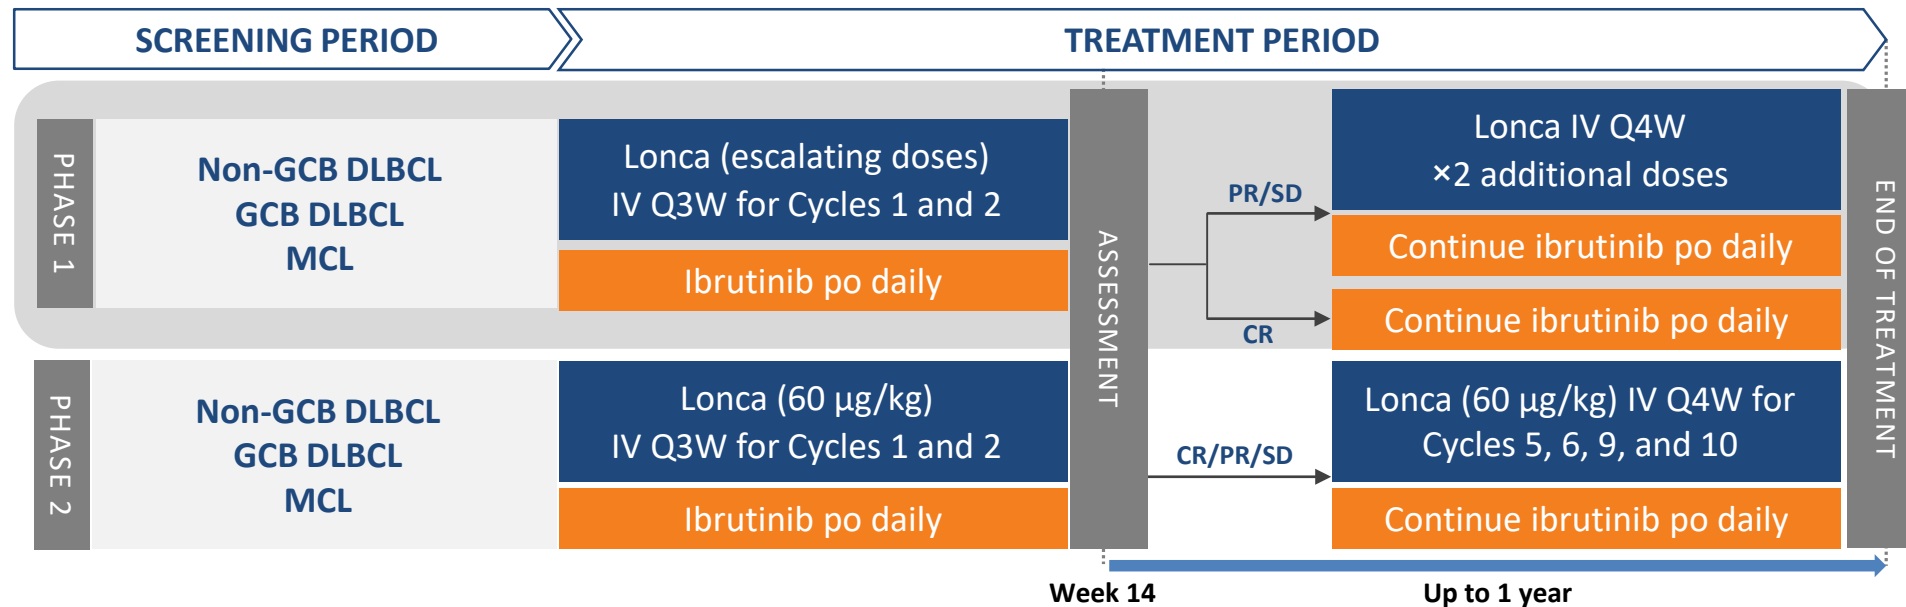 SCREENING PERIOD
TREATMENT PERIOD
PHASE 1
Non-GCB DLBCL
GCB DLBCL
MCL
Lonca (escalating doses)
IV Q3W for Cycles 1 and 2
Ibrutinib po daily
ASSESSMENT
PR/SD
CR
Lonca IV Q4W
×2 additional doses
Continue ibrutinib po daily
Continue ibrutinib po daily
END OF TREATMENT
PHASE 2
Non-GCB DLBCL
GCB DLBCL
MCL
Lonca (60 μg/kg)
IV Q3W for Cycles 1 and 2
Ibrutinib po daily
CR/PR/SD
Lonca (60 μg/kg) IV Q4W for
Cycles 5, 6, 9, and 10
Continue ibrutinib po daily
Week 14
Up to 1 year